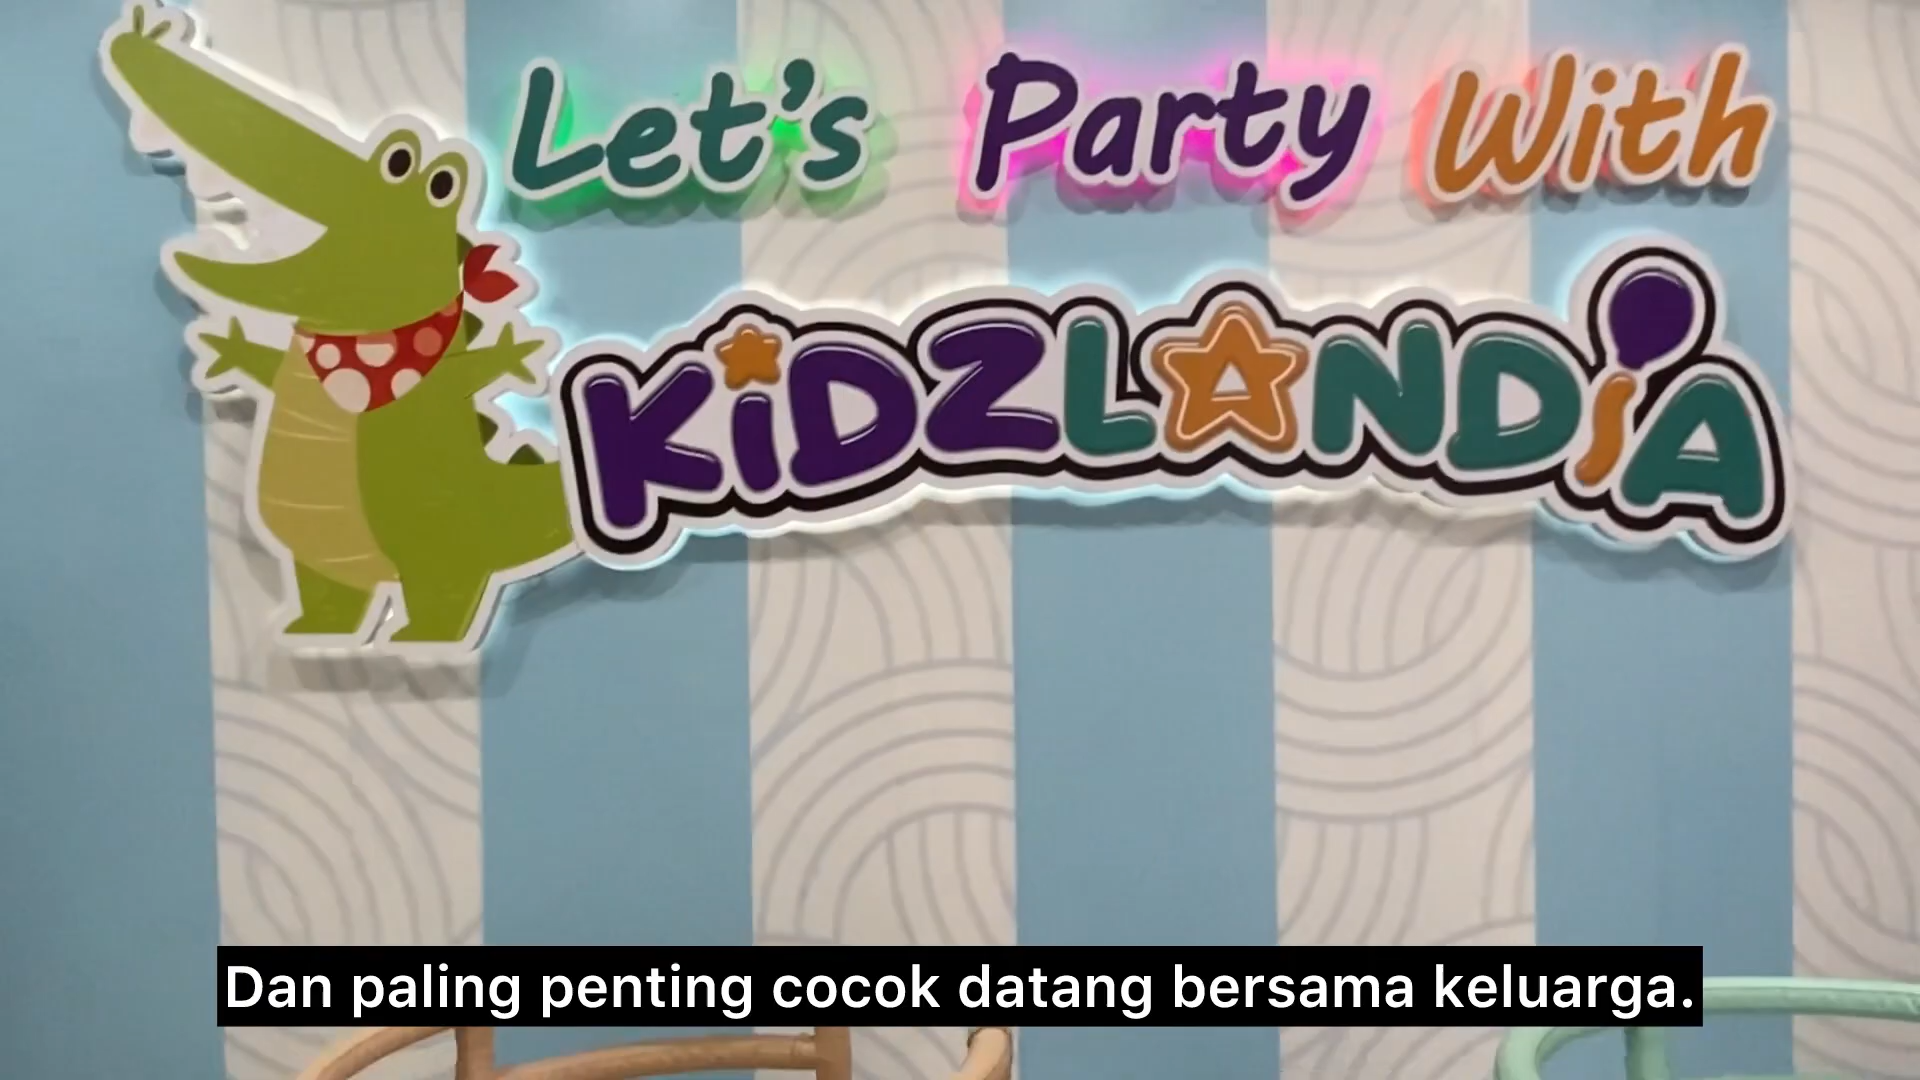 Let's Party With
KiDZLANDiA
Dan paling penting cocok datang bersama keluarga.